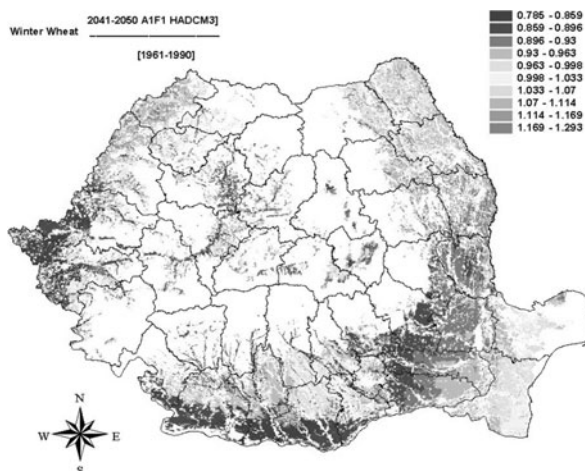 2041-2050 A1F1 HADCM3]
Winter Wheat
[1961-1990]
0.785 - 0.859
0.859 - 0.896
0.896 - 0.93
0.93 - 0.963
0.963 - 0.998
0.998 - 1.033
1.033 - 1.07
1.07 - 1.114
1.114 - 1.169
1.169 - 1.293
N
W E
S